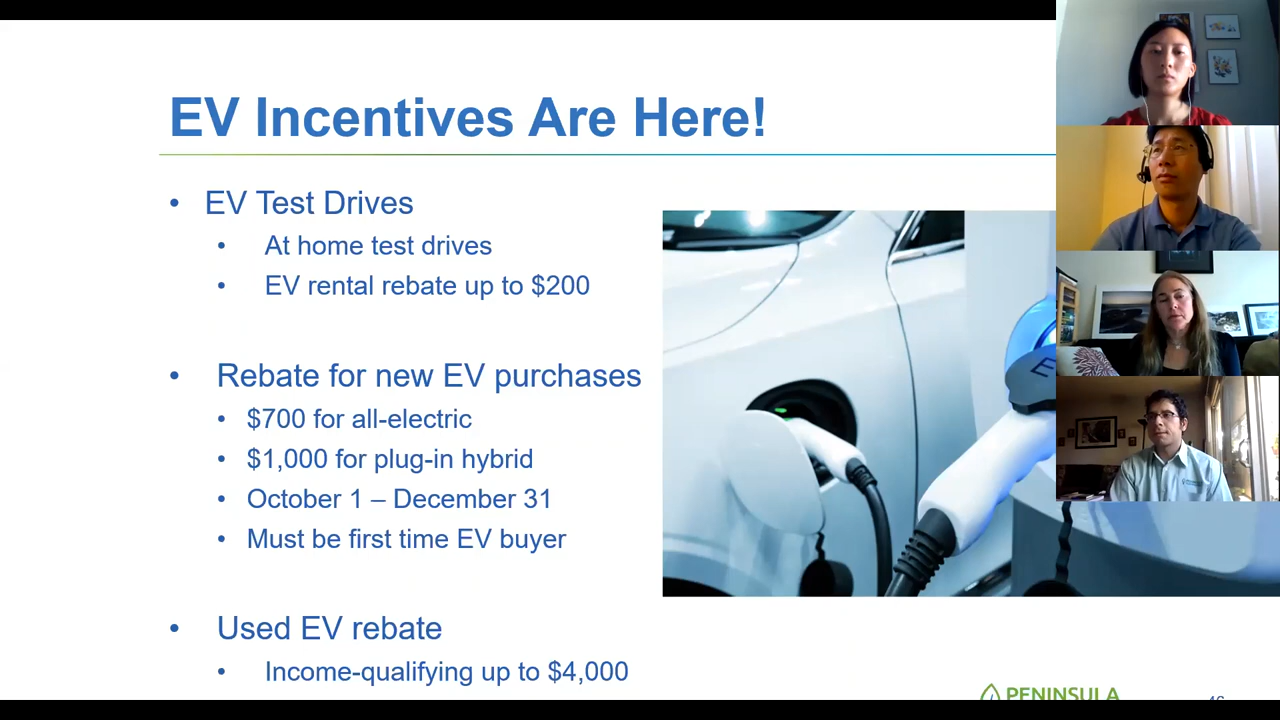 EV Incentives Are Here!
• EV Test Drives
• At home test drives
• EV rental rebate up to $200
• Rebate for new EV purchases
• $700 for all-electric
• $1,000 for plug-in hybrid
• October 1 – December 31
• Must be first time EV buyer
• Used EV rebate
• Income-qualifying up to $4,000
PENINSULA